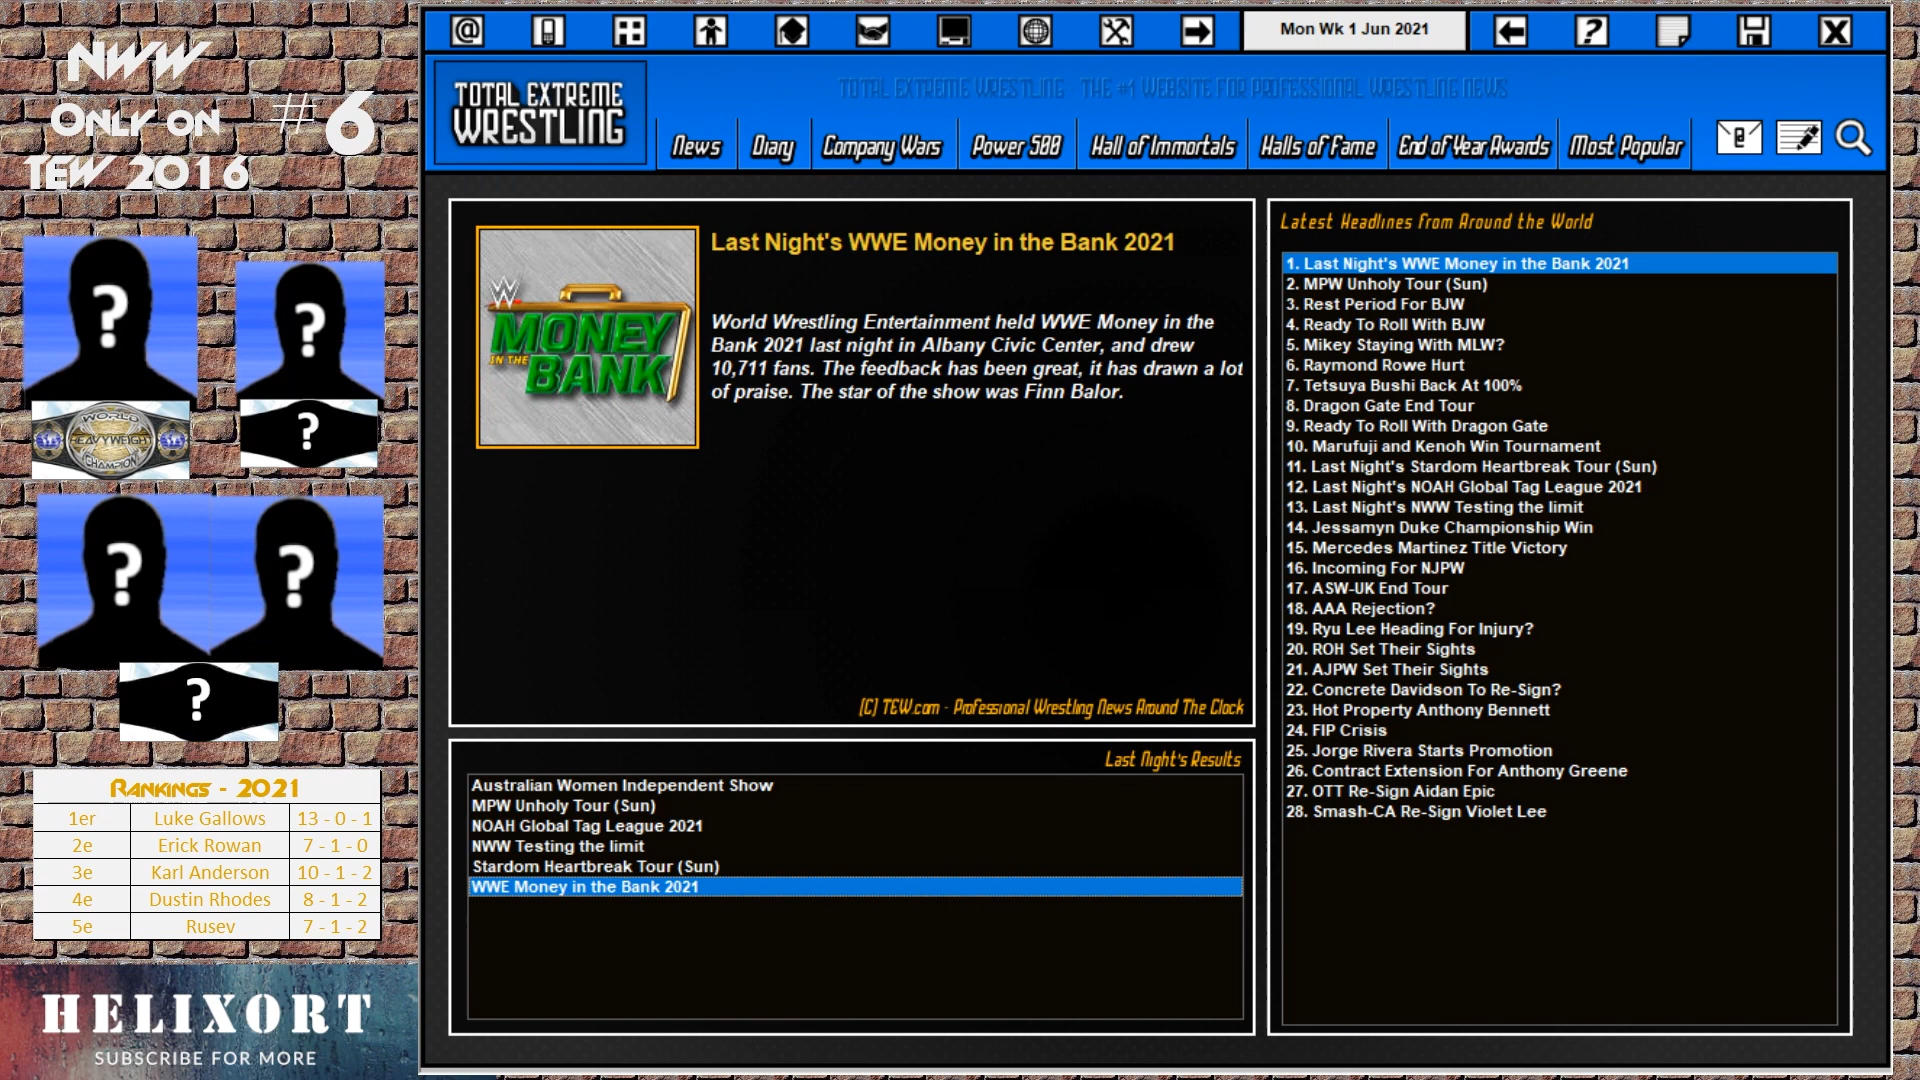 NWW
Only on
TEW 2016
#6
?
?
WORLD
HEAVYWEIGHT
CHAMPION
?
?
?
?
Rankings - 2021
1er Luke Gallows 13 - 0 - 1
2e Erick Rowan 7 - 1 - 0
3e Karl Anderson 10 - 1 - 2
4e Dustin Rhodes 8 - 1 - 2
5e Rusev 7 - 1 - 2
HELIXORT
SUBSCRIBE FOR MORE
Mon Wk 1 Jun 2021
TOTAL EXTREME
WRESTLING
TOTAL EXTREME WRESTLING - THE #1 WEBSITE FOR PROFESSIONAL WRESTLING NEWS
News Diary Company Wars Power 500 Hall of Immortals Halls of Fame End of Year Awards Most Popular
W
MONEY
IN THE
BANK
Last Night's WWE Money in the Bank 2021
World Wrestling Entertainment held WWE Money in the
Bank 2021 last night in Albany Civic Center, and drew
10,711 fans. The feedback has been great, it has drawn a lot
of praise. The star of the show was Finn Balor.
(C) TEW.com - Professional Wrestling News Around The Clock
Last Night's Results
Australian Women Independent Show
MPW Unholy Tour (Sun)
NOAH Global Tag League 2021
NWW Testing the limit
Stardom Heartbreak Tour (Sun)
WWE Money in the Bank 2021
Latest Headlines From Around the World
1. Last Night's WWE Money in the Bank 2021
2. MPW Unholy Tour (Sun)
3. Rest Period For BJW
4. Ready To Roll With BJW
5. Mikey Staying With MLW?
6. Raymond Rowe Hurt
7. Tetsuya Bushi Back At 100%
8. Dragon Gate End Tour
9. Ready To Roll With Dragon Gate
10. Marufuji and Kenoh Win Tournament
11. Last Night's Stardom Heartbreak Tour (Sun)
12. Last Night's NOAH Global Tag League 2021
13. Last Night's NWW Testing the limit
14. Jessamyn Duke Championship Win
15. Mercedes Martinez Title Victory
16. Incoming For NJPW
17. ASW-UK End Tour
18. AAA Rejection?
19. Ryu Lee Heading For Injury?
20. ROH Set Their Sights
21. AJPW Set Their Sights
22. Concrete Davidson To Re-Sign?
23. Hot Property Anthony Bennett
24. FIP Crisis
25. Jorge Rivera Starts Promotion
26. Contract Extension For Anthony Greene
27. OTT Re-Sign Aidan Epic
28. Smash-CA Re-Sign Violet Lee